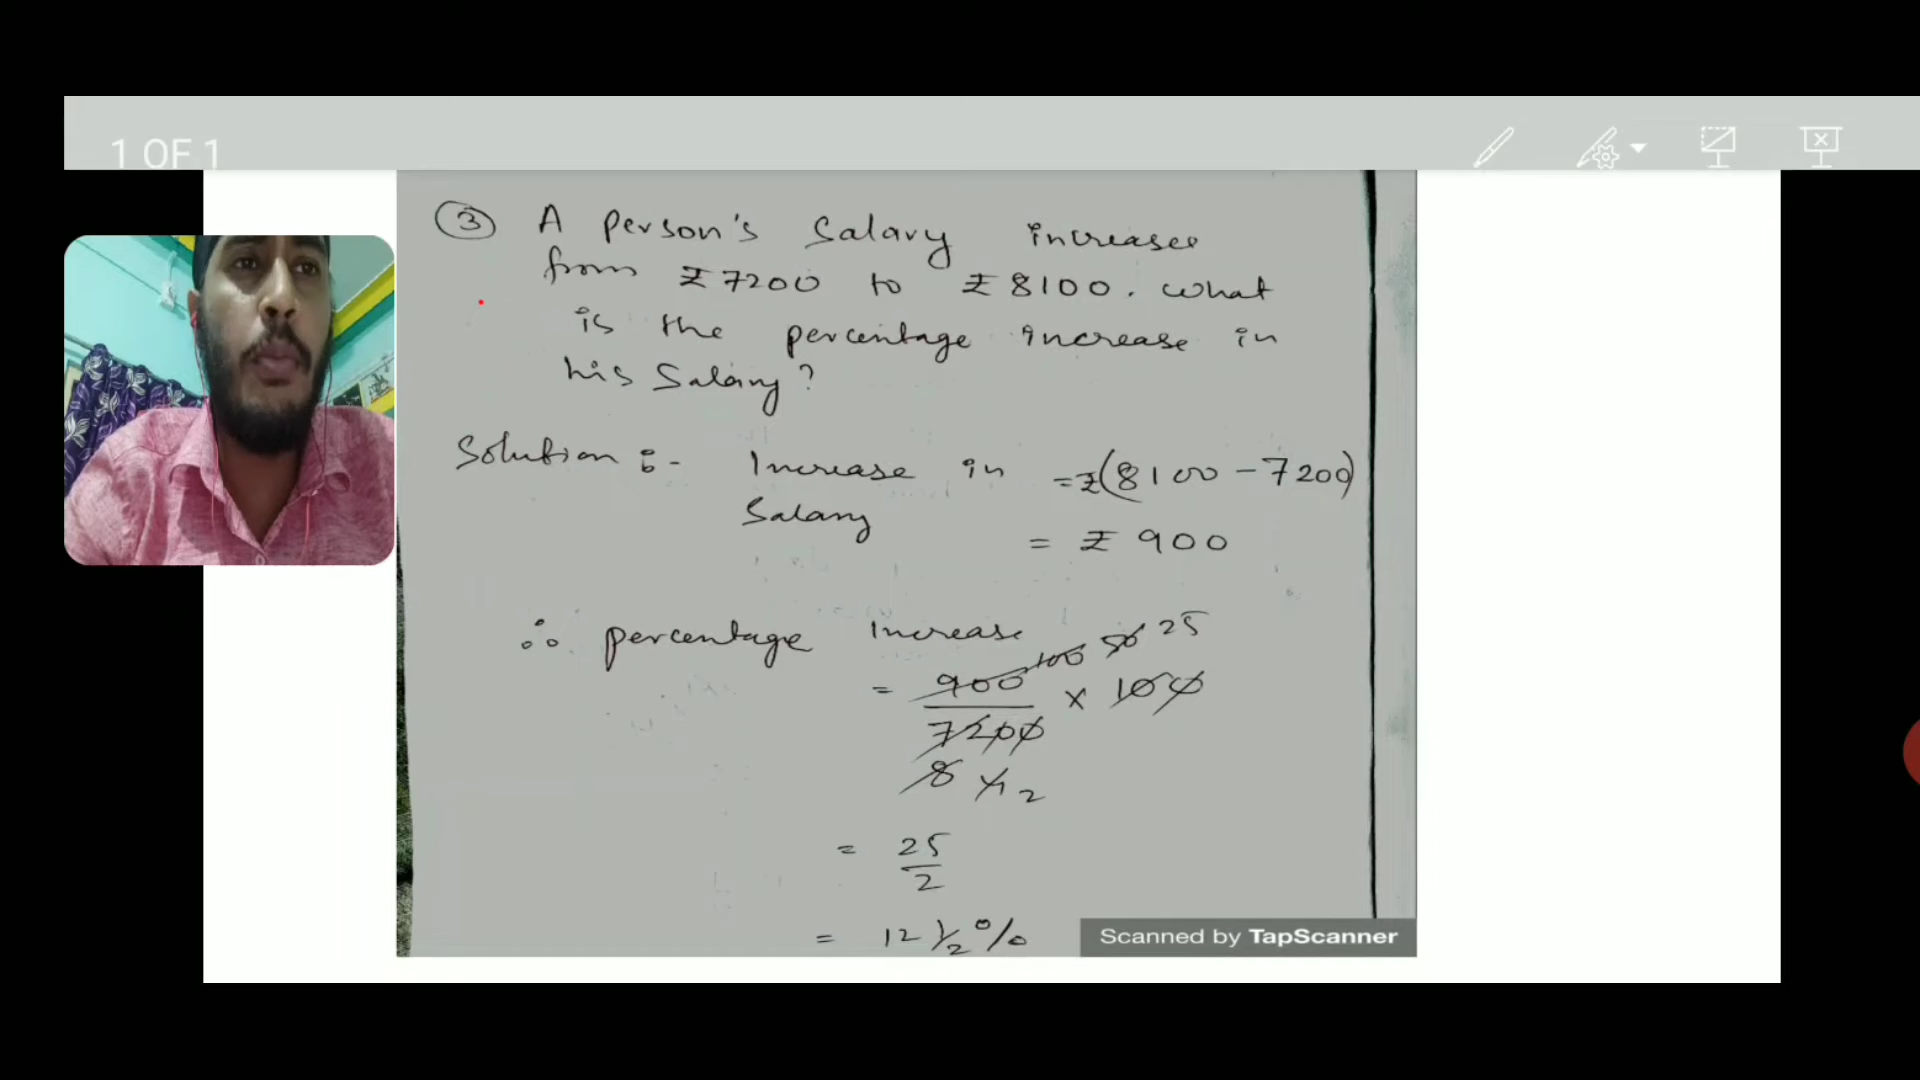 1 OF 1
③ A person's salary increases
from ₹7200 to ₹8100. what
is the percentage increase in
his Salary?
Solution :- Increase in = ₹(8100 - 7200)
Salary
= ₹ 900
∴ percentage Increase
100 50 25
= 900 × 100
7200
8 4 2
= 25
2
= 12 1/2 %
Scanned by TapScanner